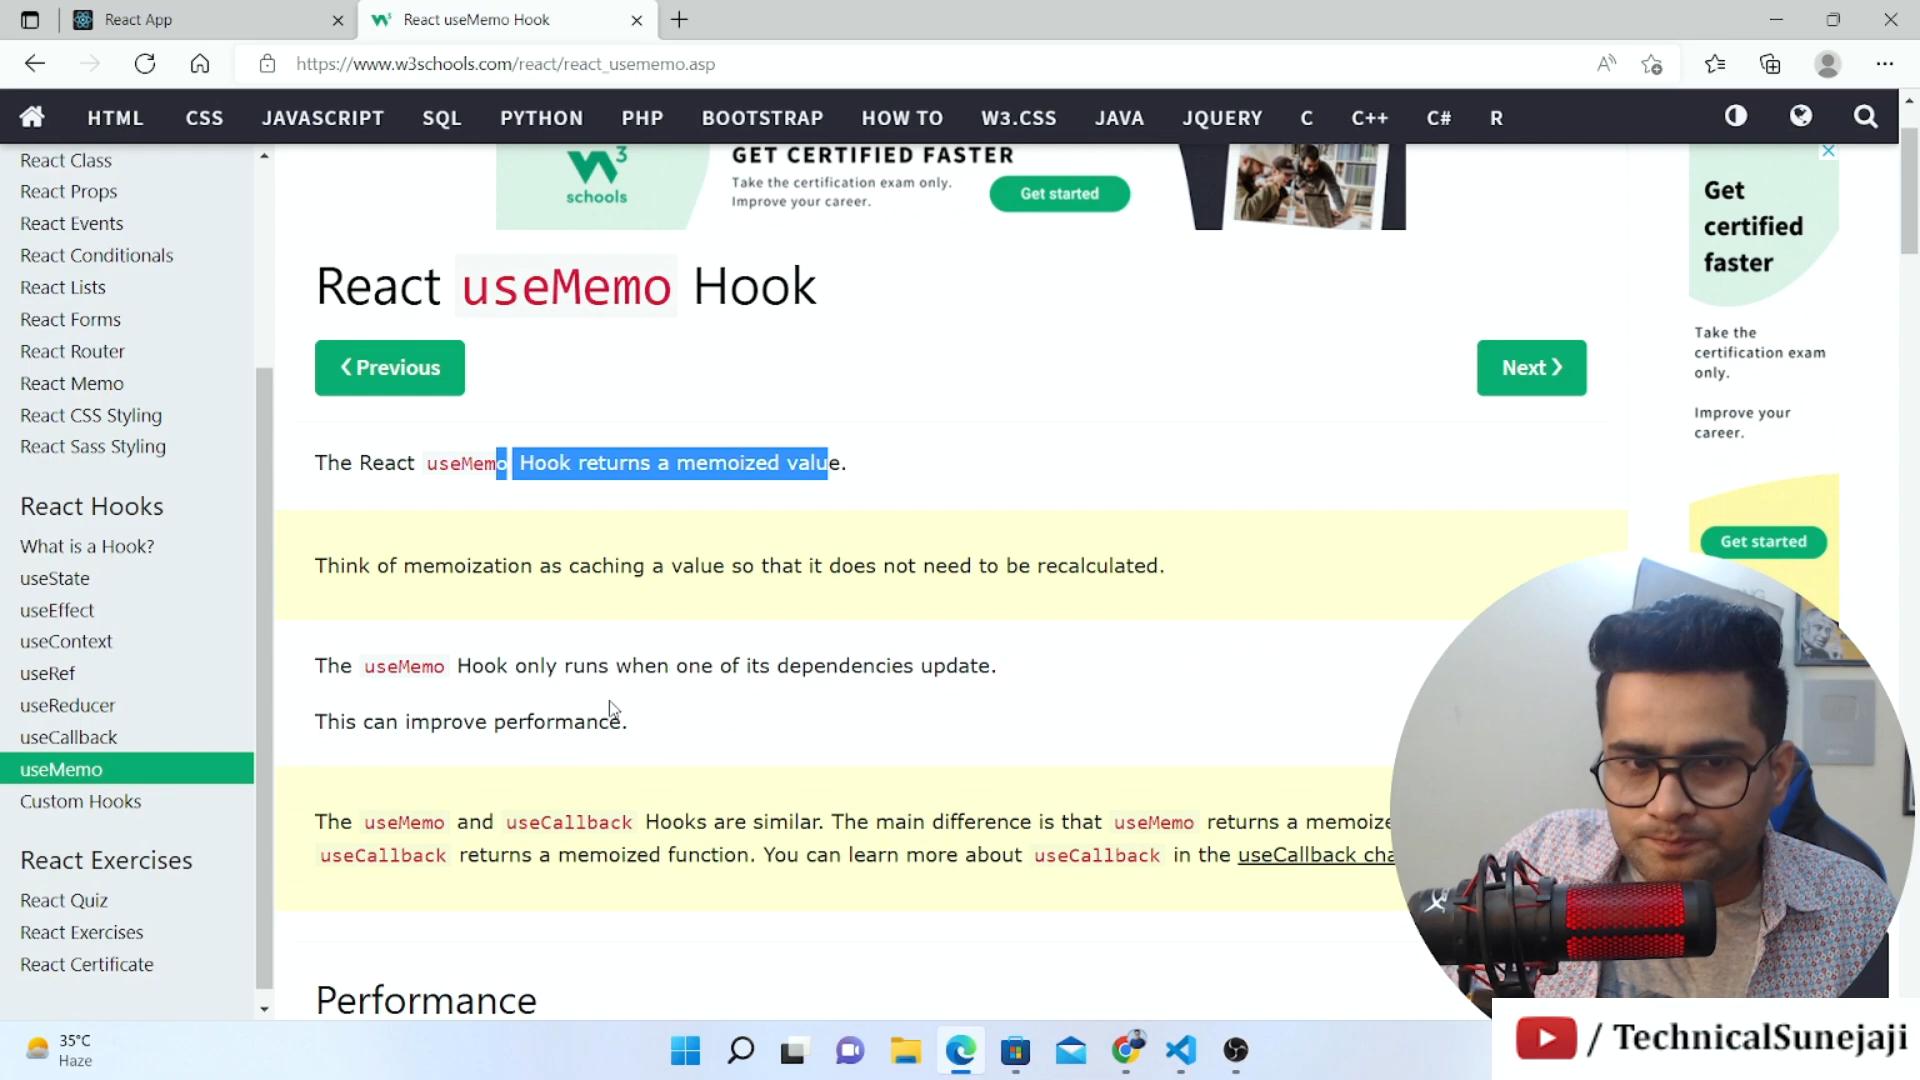 React App
React useMemo Hook
https://www.w3schools.com/react/react_usememo.asp
HTML CSS JAVASCRIPT SQL PYTHON PHP BOOTSTRAP HOW TO W3.CSS JAVA JQUERY C C++ C# R
React Class
React Props
React Events
React Conditionals
React Lists
React Forms
React Router
React Memo
React CSS Styling
React Sass Styling
React Hooks
What is a Hook?
useState
useEffect
useContext
useRef
useReducer
useCallback
useMemo
Custom Hooks
React Exercises
React Quiz
React Exercises
React Certificate
W3
schools
GET CERTIFIED FASTER
Take the certification exam only.
Improve your career.
Get started
React useMemo Hook
❮ Previous
Next ❯
The React useMemo Hook returns a memoized value.
Think of memoization as caching a value so that it does not need to be recalculated.
The useMemo Hook only runs when one of its dependencies update.
This can improve performance.
The useMemo and useCallback Hooks are similar. The main difference is that useMemo returns a memoize
useCallback returns a memoized function. You can learn more about useCallback in the useCallback cha
Performance
Get
certified
faster
Take the
certification exam
only.
Improve your
career.
Get started
35°C
Haze
/ TechnicalSunejaji